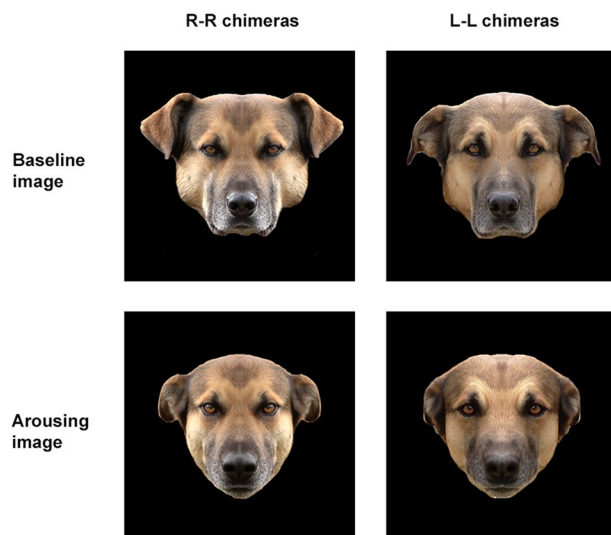 R-R chimeras
L-L chimeras
Baseline
image
Arousing
image